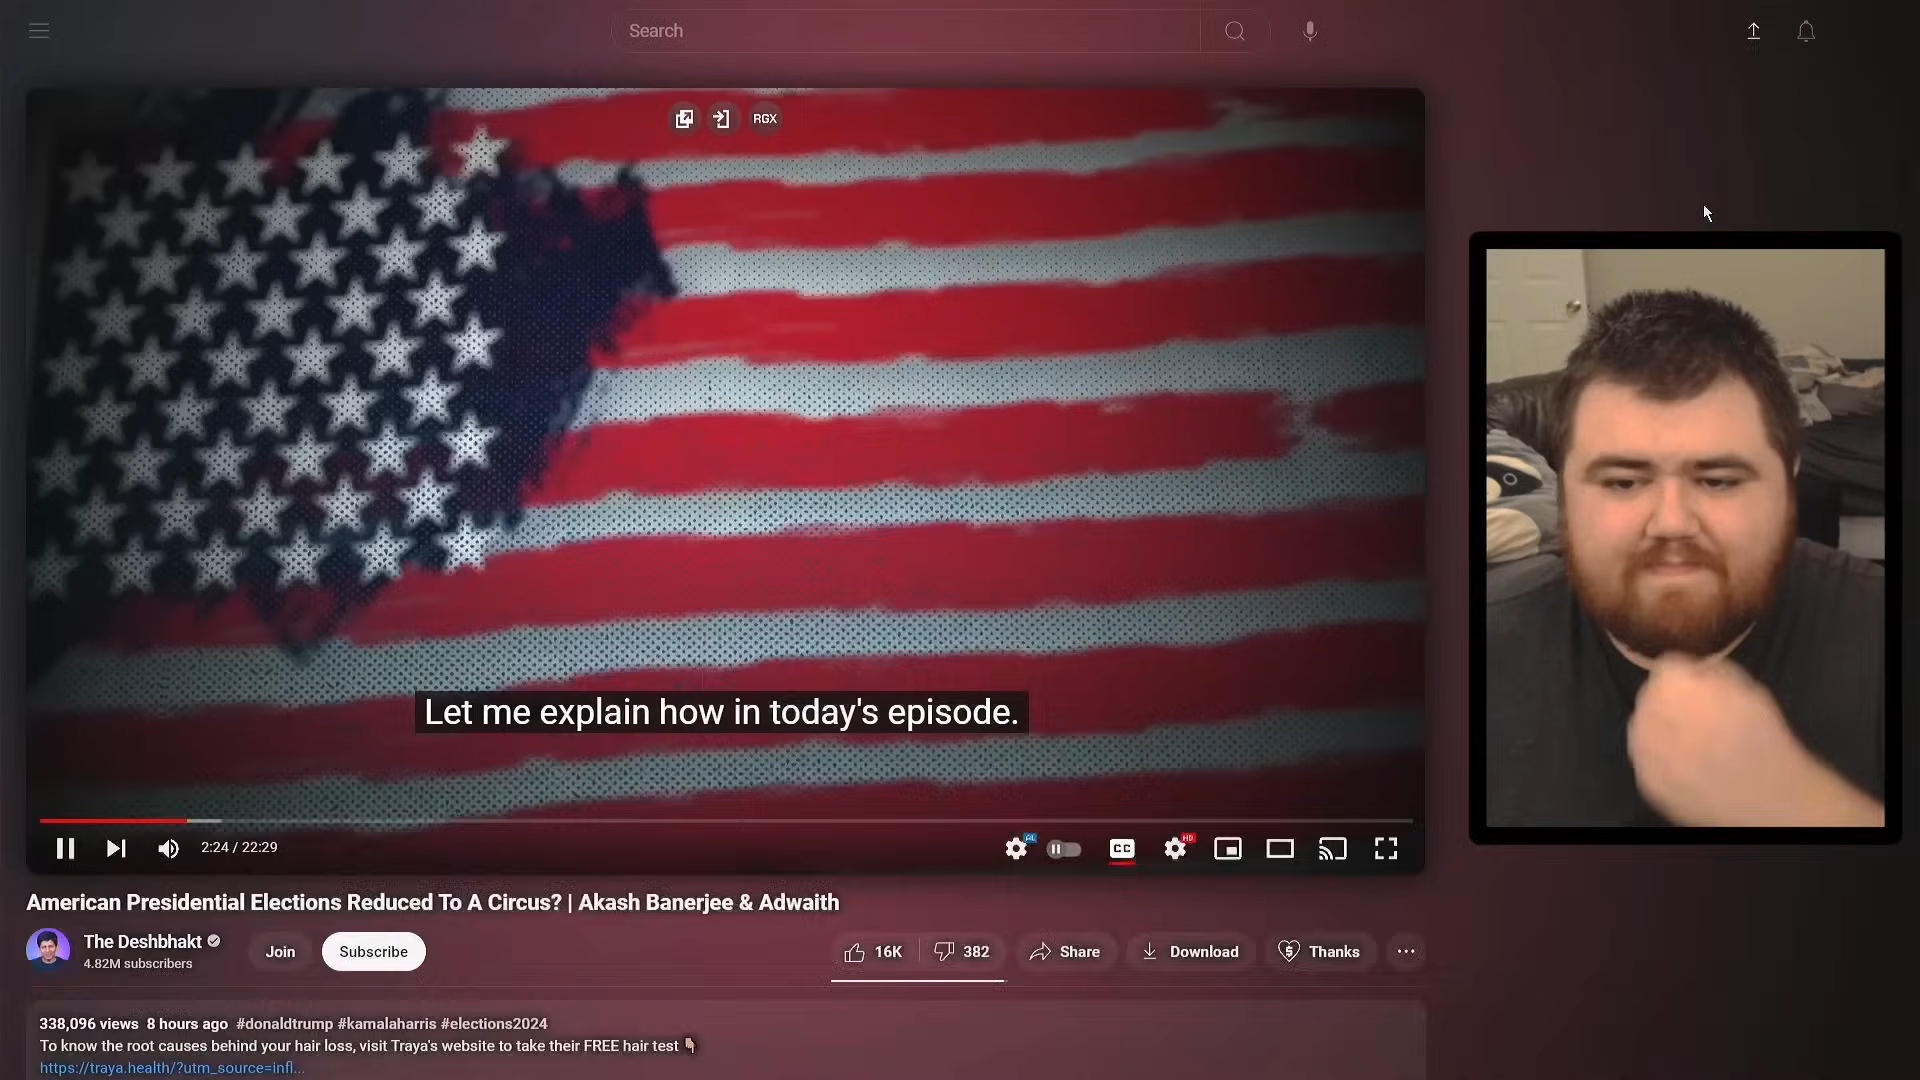 Search
RGX
Let me explain how in today's episode.
2:24 / 22:29
CC
HD
American Presidential Elections Reduced To A Circus? | Akash Banerjee & Adwaith
The Deshbhakt
4.82M subscribers
Join
Subscribe
16K
382
Share
Download
Thanks
338,096 views 8 hours ago #donaldtrump #kamalaharris #elections2024
To know the root causes behind your hair loss, visit Traya's website to take their FREE hair test
https://traya.health/?utm_source=infl...